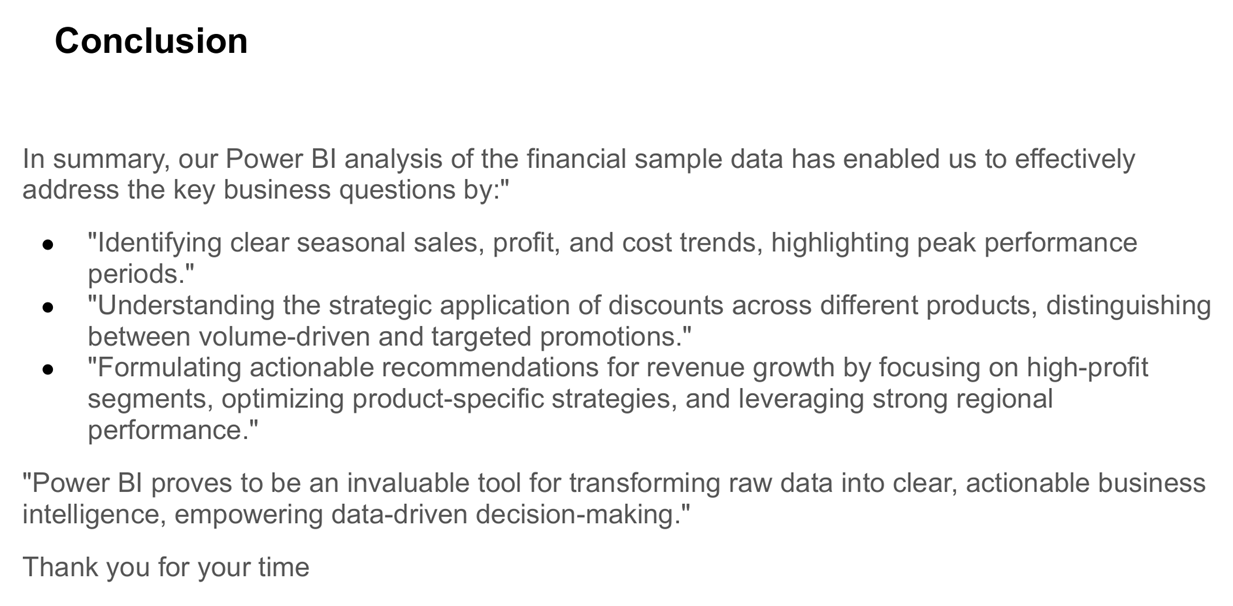 Conclusion
In summary, our Power BI analysis of the financial sample data has enabled us to effectively
address the key business questions by:"
● "Identifying clear seasonal sales, profit, and cost trends, highlighting peak performance
periods."
● "Understanding the strategic application of discounts across different products, distinguishing
between volume-driven and targeted promotions."
● "Formulating actionable recommendations for revenue growth by focusing on high-profit
segments, optimizing product-specific strategies, and leveraging strong regional
performance."
"Power BI proves to be an invaluable tool for transforming raw data into clear, actionable business
intelligence, empowering data-driven decision-making."
Thank you for your time